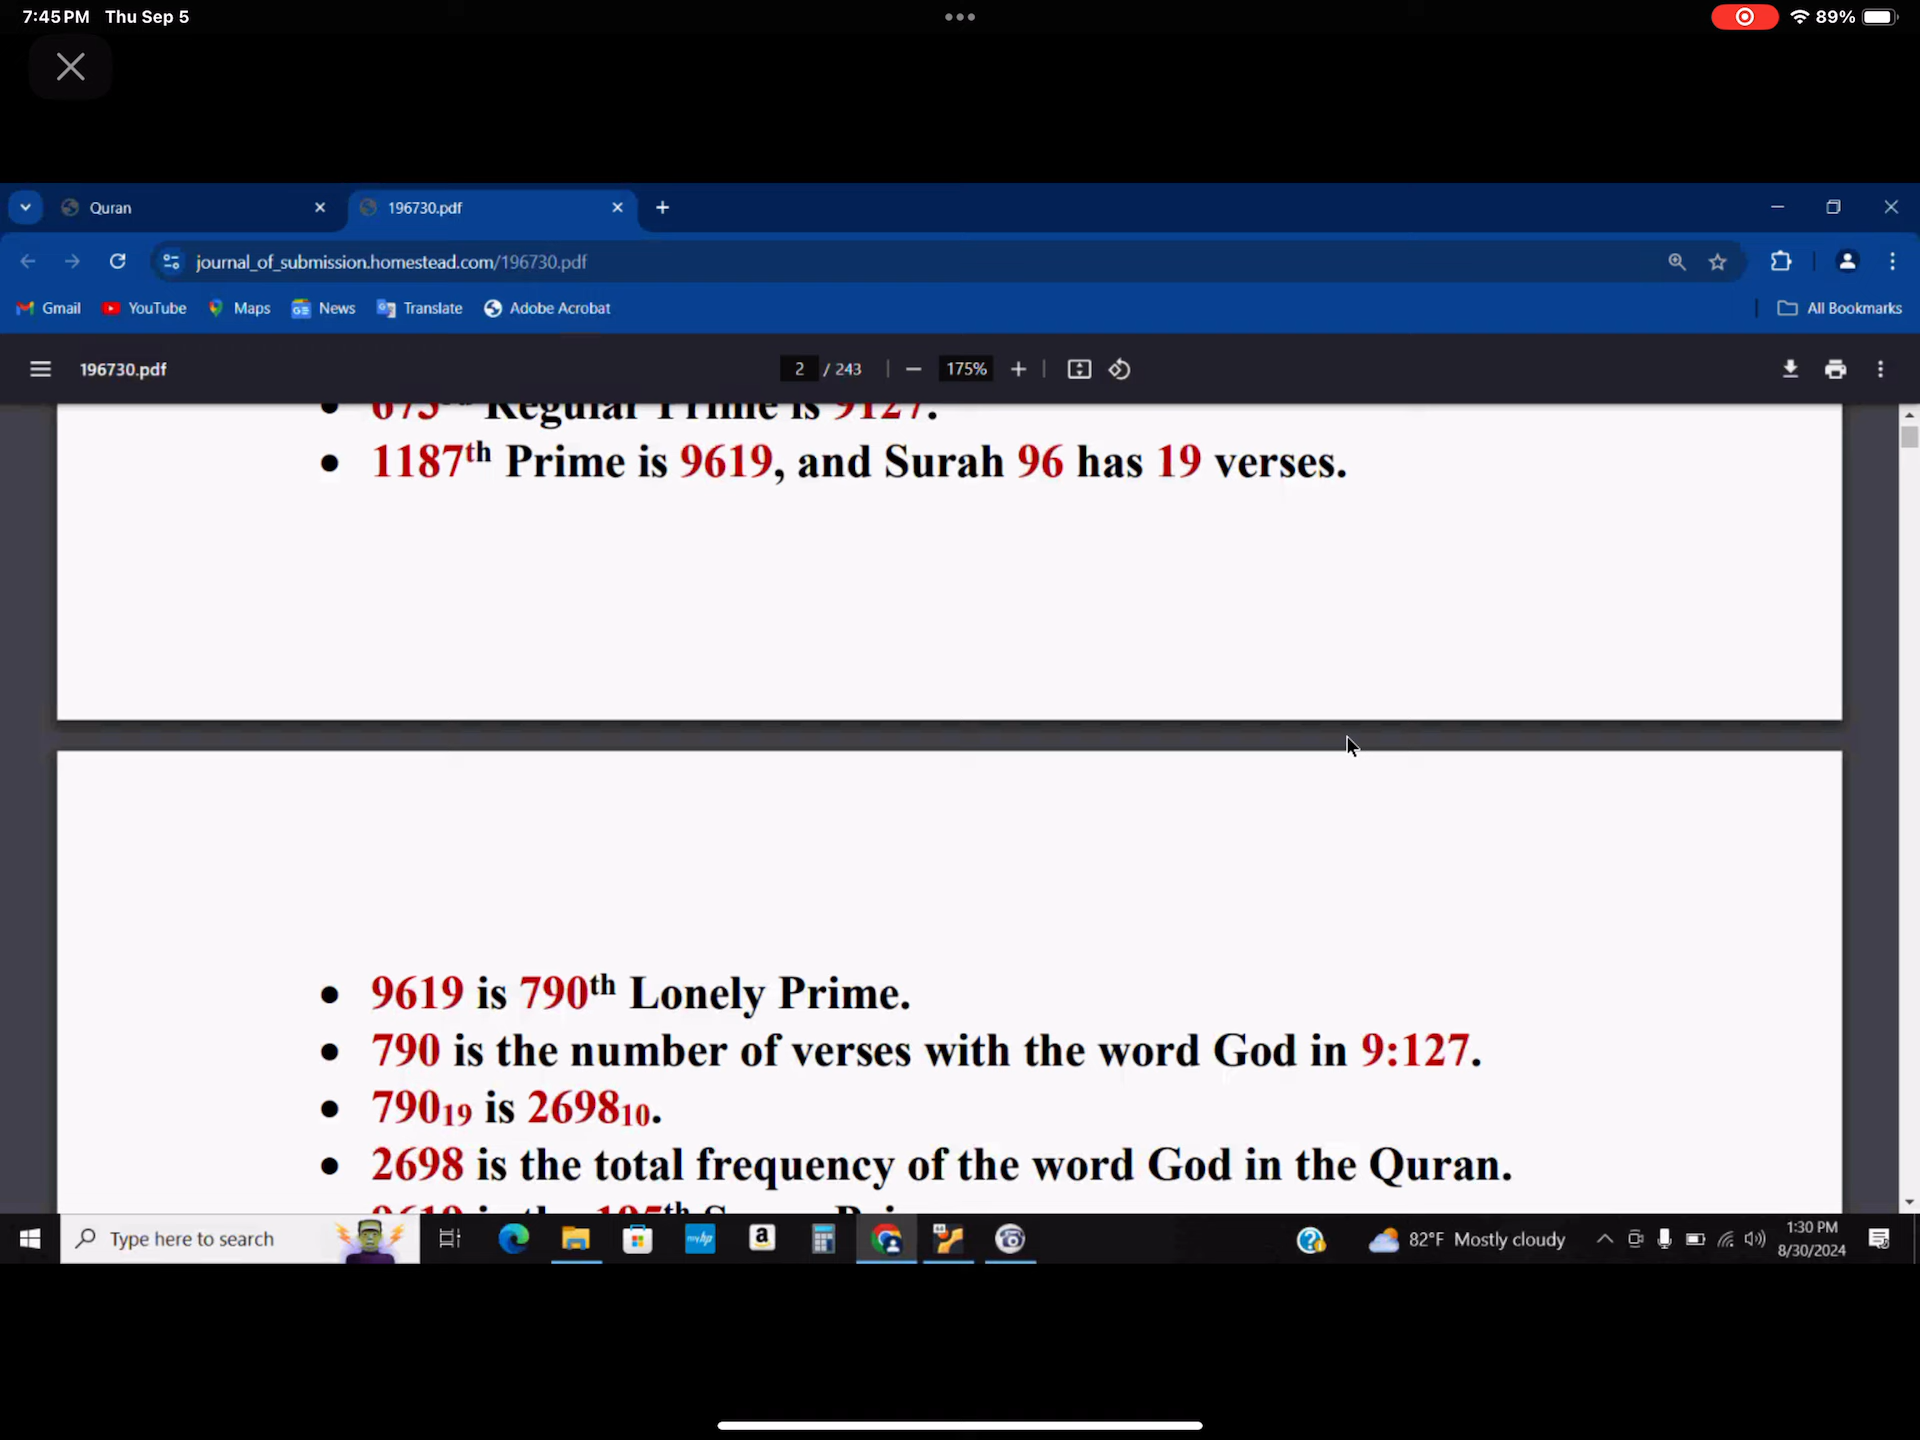 7:45 PM Thu Sep 5
89%
Quran
196730.pdf
journal_of_submission.homestead.com/196730.pdf
Gmail YouTube Maps News Translate Adobe Acrobat All Bookmarks
196730.pdf 2 / 243 175%
Regular Prime is 9127.
1187th Prime is 9619, and Surah 96 has 19 verses.
9619 is 790th Lonely Prime.
790 is the number of verses with the word God in 9:127.
790₁₉ is 2698₁₀.
2698 is the total frequency of the word God in the Quran.
Type here to search
82°F Mostly cloudy
1:30 PM
8/30/2024